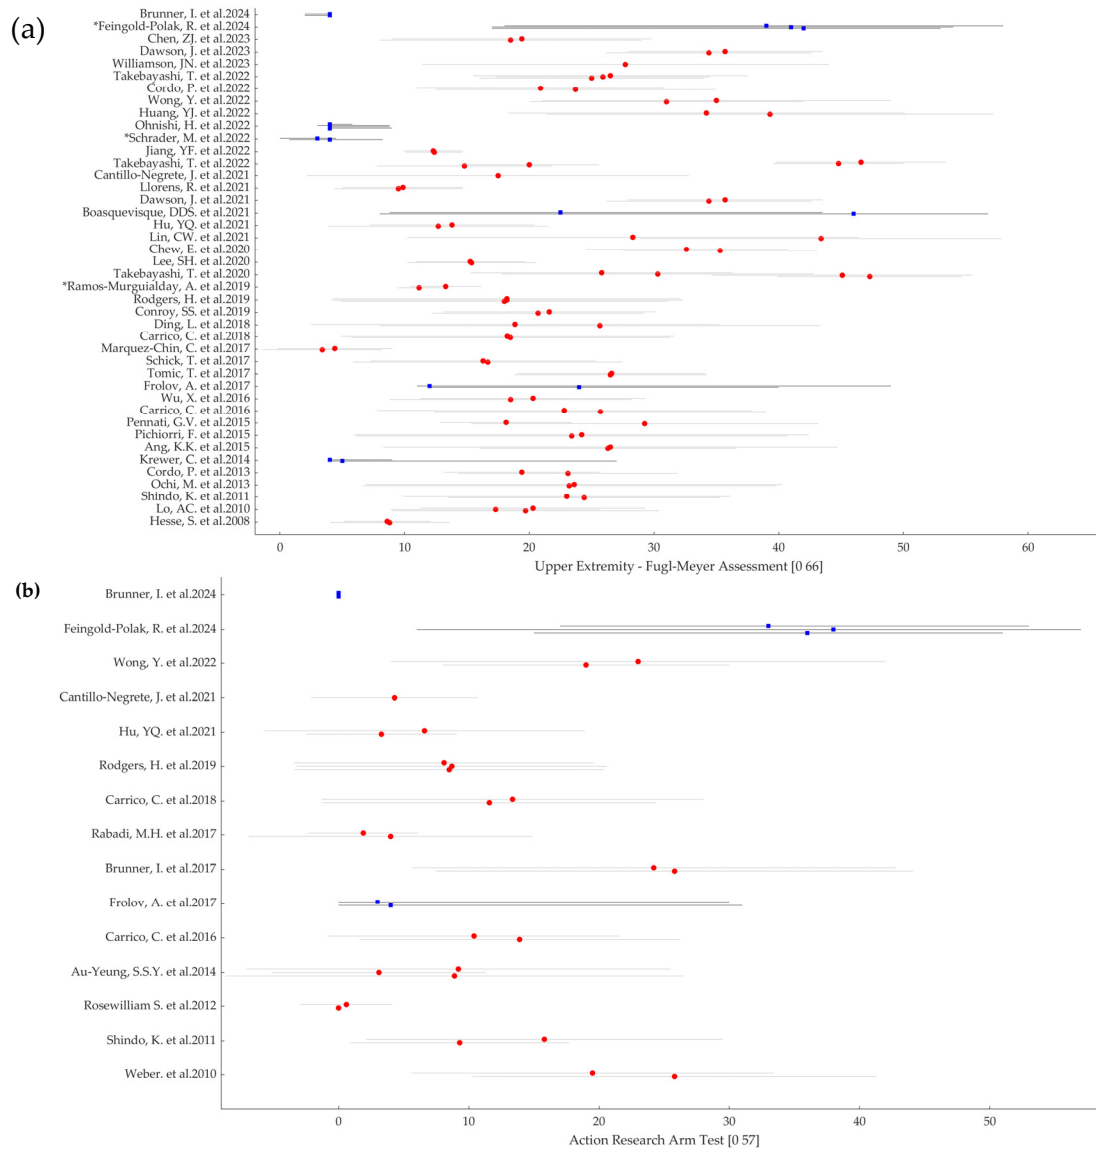 (a)
Brunner, I. et al.2024
*Feingold-Polak, R. et al.2024
Chen, ZJ. et al.2023
Dawson, J. et al.2023
Williamson, JN. et al.2023
Takebayashi, T. et al.2022
Cordo, P. et al.2022
Wong, Y. et al.2022
Huang, YJ. et al.2022
Ohnishi, H. et al.2022
*Schrader, M. et al.2022
Jiang, YF. et al.2022
Takebayashi, T. et al.2022
Cantillo-Negrete, J. et al.2021
Llorens, R. et al.2021
Dawson, J. et al.2021
Boasquevisque, DDS. et al.2021
Hu, YQ. et al.2021
Lin, CW. et al.2021
Chew, E. et al.2020
Lee, SH. et al.2020
Takebayashi, T. et al.2020
*Ramos-Murguialday, A. et al.2019
Rodgers, H. et al.2019
Conroy, SS. et al.2019
Ding, L. et al.2018
Carrico, C. et al.2018
Marquez-Chin, C. et al.2017
Schick, T. et al.2017
Tomic, T. et al.2017
Frolov, A. et al.2017
Wu, X. et al.2016
Carrico, C. et al.2016
Pennati, G.V. et al.2015
Pichiorri, F. et al.2015
Ang, K.K. et al.2015
Krewer, C. et al.2014
Cordo, P. et al.2013
Ochi, M. et al.2013
Shindo, K. et al.2011
Lo, AC. et al.2010
Hesse, S. et al.2008
0 10 20 30 40 50 60
Upper Extremity - Fugl-Meyer Assessment [0 66]
(b)
Brunner, I. et al.2024
Feingold-Polak, R. et al.2024
Wong, Y. et al.2022
Cantillo-Negrete, J. et al.2021
Hu, YQ. et al.2021
Rodgers, H. et al.2019
Carrico, C. et al.2018
Rabadi, M.H. et al.2017
Brunner, I. et al.2017
Frolov, A. et al.2017
Carrico, C. et al.2016
Au-Yeung, S.S.Y. et al.2014
Rosewilliam S. et al.2012
Shindo, K. et al.2011
Weber. et al.2010
0 10 20 30 40 50
Action Research Arm Test [0 57]